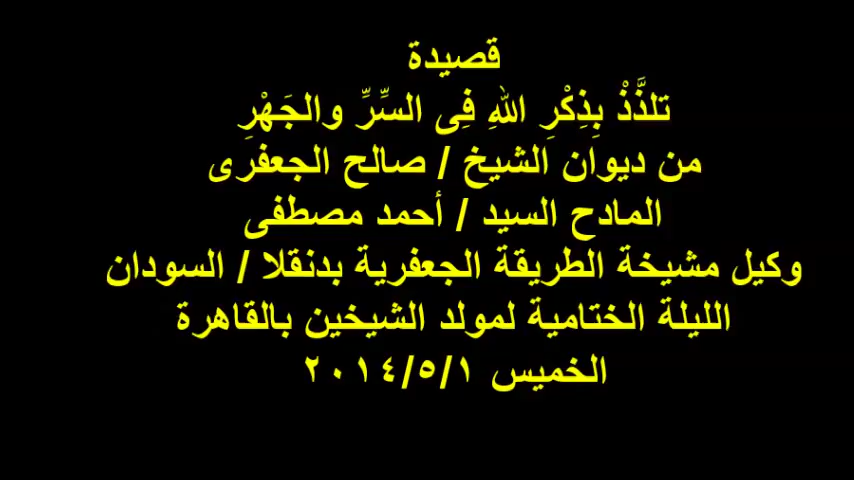 قصيدة
تلذَّذْ بِذِكْرِ اللهِ فِى السِّرِّ والجَهْرِ
من ديوان الشيخ / صالح الجعفرى
المادح السيد / أحمد مصطفى
وكيل مشيخة الطريقة الجعفرية بدنقلا / السودان
الليلة الختامية لمولد الشيخين بالقاهرة
الخميس ٢٠١٤/٥/١